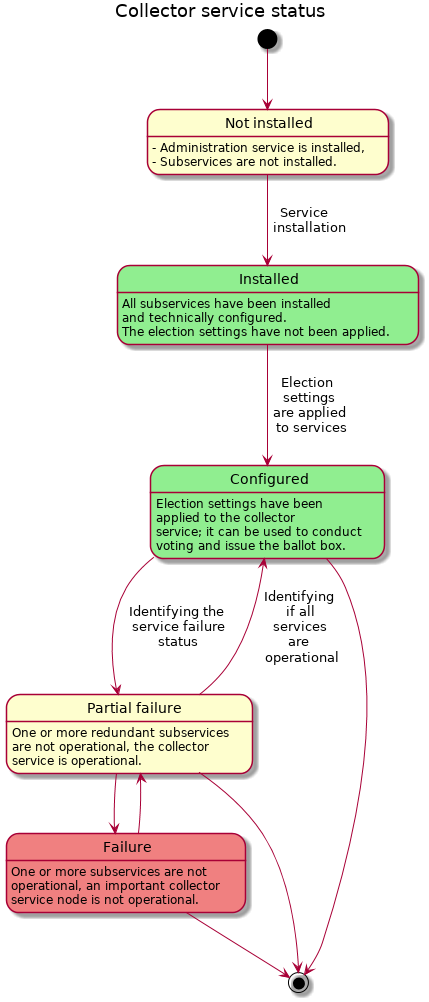 Collector service status
Not installed
- Administration service is installed,
- Subservices are not installed.
Service
installation
Installed
All subservices have been installed
and technically configured.
The election settings have not been applied.
Election
settings
are applied
to services
Configured
Election settings have been
applied to the collector
service; it can be used to conduct
voting and issue the ballot box.
Identifying the
service failure
status
Identifying
if all
services
are
operational
Partial failure
One or more redundant subservices
are not operational, the collector
service is operational.
Failure
One or more subservices are not
operational, an important collector
service node is not operational.